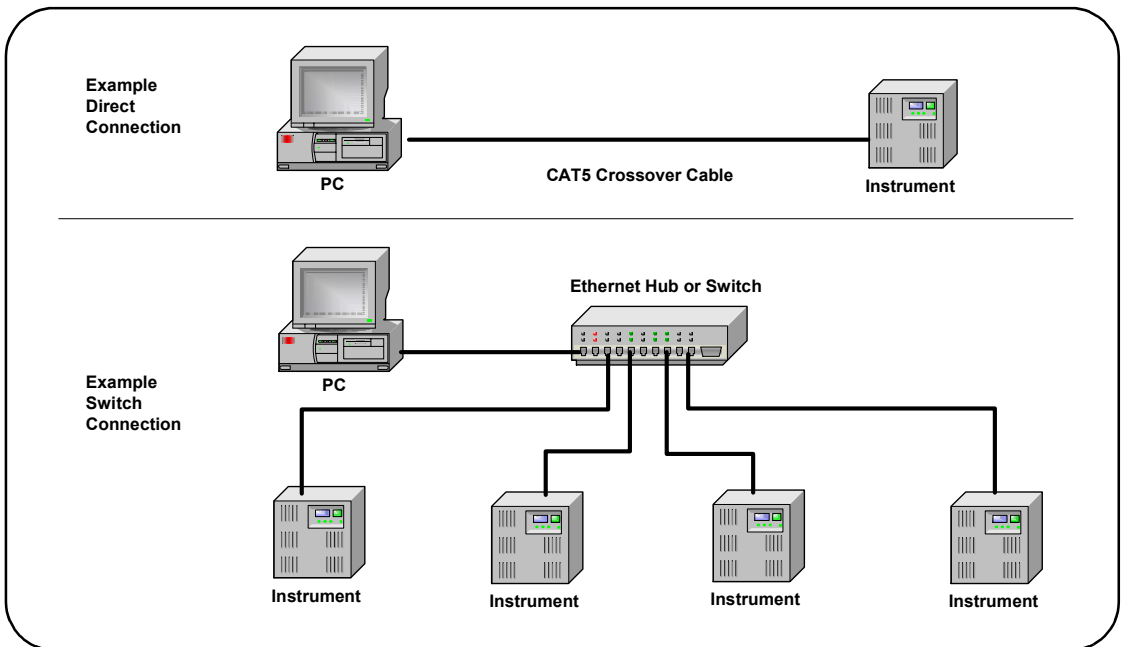 Example
Direct
Connection
PC
CAT5 Crossover Cable
Instrument
Ethernet Hub or Switch
PC
Example
Switch
Connection
Instrument
Instrument
Instrument
Instrument